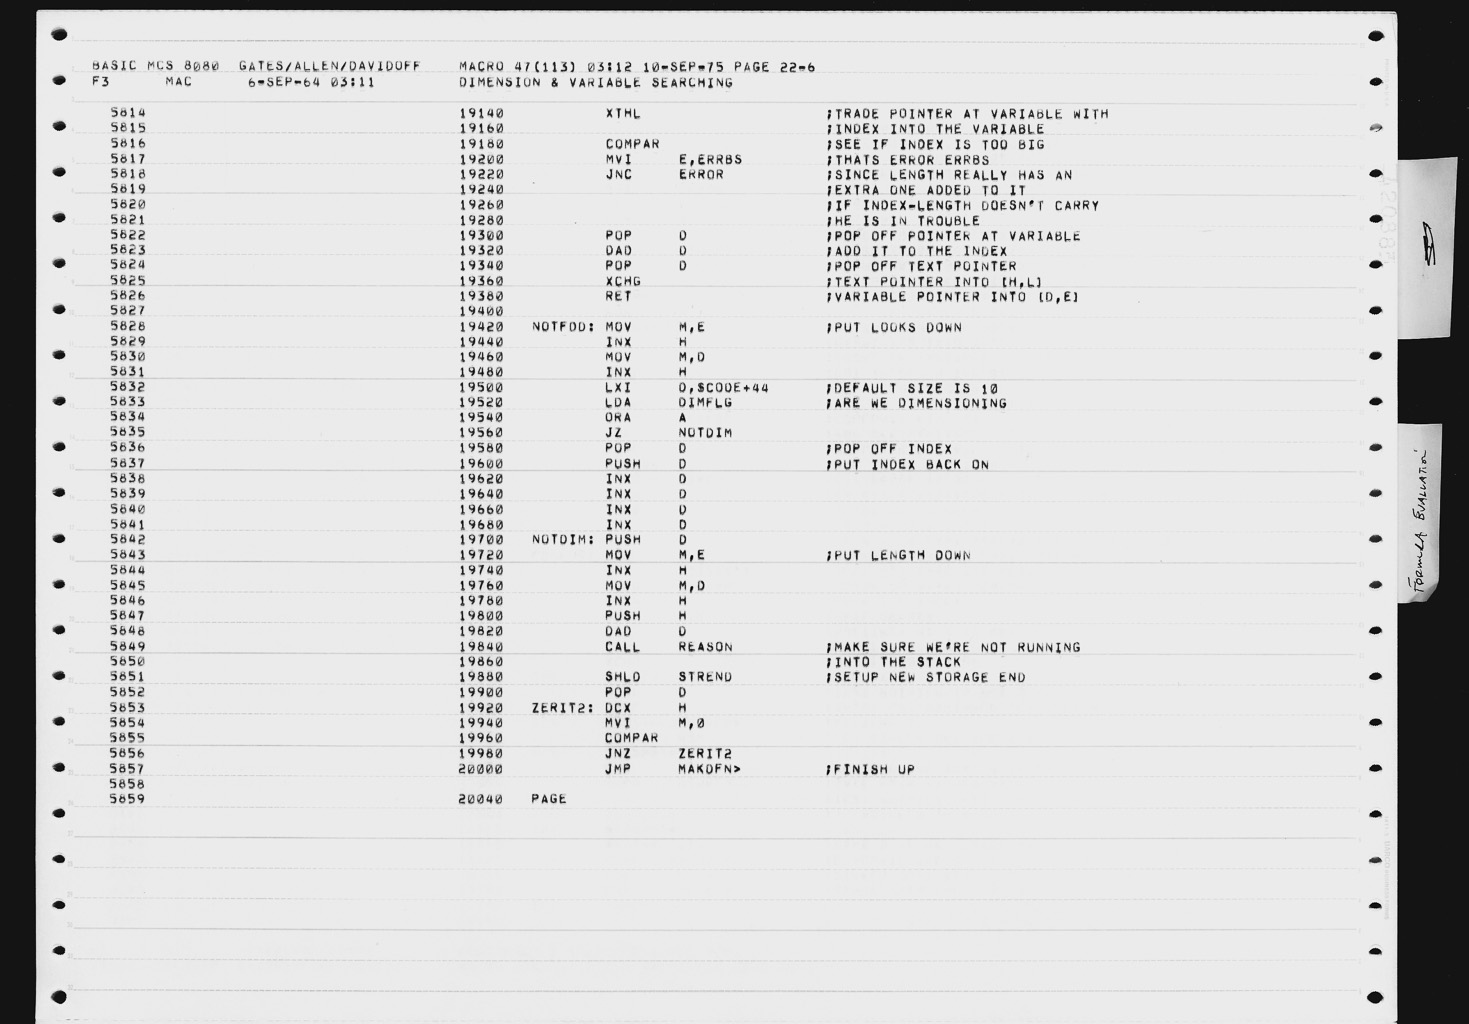 BASIC MCS 8080 GATES/ALLEN/DAVIDOFF MACRO 47(113) 03:12 10-SEP-75 PAGE 22-6
F3 MAC 6-SEP-64 03:11 DIMENSION & VARIABLE SEARCHING
5814 19140 XTHL ;TRADE POINTER AT VARIABLE WITH
5815 19160 ;INDEX INTO THE VARIABLE
5816 19180 COMPAR ;SEE IF INDEX IS TOO BIG
5817 19200 MVI E,ERRBS ;THATS ERROR ERRBS
5818 19220 JNC ERROR ;SINCE LENGTH REALLY HAS AN
5819 19240 ;EXTRA ONE ADDED TO IT
5820 19260 ;IF INDEX-LENGTH DOESN'T CARRY
5821 19280 ;HE IS IN TROUBLE
5822 19300 POP D ;POP OFF POINTER AT VARIABLE
5823 19320 DAD D ;ADD IT TO THE INDEX
5824 19340 POP D ;POP OFF TEXT POINTER
5825 19360 XCHG ;TEXT POINTER INTO [H,L]
5826 19380 RET ;VARIABLE POINTER INTO [D,E]
5827 19400
5828 19420 NOTFDD: MOV M,E ;PUT LOOKS DOWN
5829 19440 INX H
5830 19460 MOV M,D
5831 19480 INX H
5832 19500 LXI D,$CODE+44 ;DEFAULT SIZE IS 10
5833 19520 LDA DIMFLG ;ARE WE DIMENSIONING
5834 19540 ORA A
5835 19560 JZ NOTDIM
5836 19580 POP D ;POP OFF INDEX
5837 19600 PUSH D ;PUT INDEX BACK ON
5838 19620 INX D
5839 19640 INX D
5840 19660 INX D
5841 19680 INX D
5842 19700 NOTDIM: PUSH D
5843 19720 MOV M,E ;PUT LENGTH DOWN
5844 19740 INX H
5845 19760 MOV M,D
5846 19780 INX H
5847 19800 PUSH H
5848 19820 DAD D
5849 19840 CALL REASON ;MAKE SURE WE'RE NOT RUNNING
5850 19860 ;INTO THE STACK
5851 19880 SHLD STREND ;SETUP NEW STORAGE END
5852 19900 POP D
5853 19920 ZERIT2: DCX H
5854 19940 MVI M,0
5855 19960 COMPAR
5856 19980 JNZ ZERIT2
5857 20000 JMP MAKDFN> ;FINISH UP
5858
5859 20040 PAGE
FORMULA EVALUATION